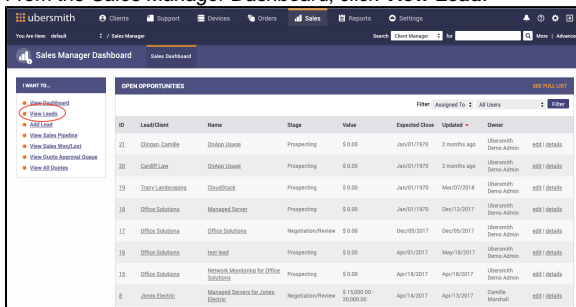 From the Sales Manager Dashboard, click View Lead.
ubersmith Clients Support Devices Orders Sales Reports Settings
You Are Here: default / Sales Manager Search Client Manager for More | Advanced
Sales Manager Dashboard Sales Dashboard
I WANT TO... OPEN OPPORTUNITIES SEE FULL LIST
View Dashboard
View Leads
Add Lead
View Sales Pipeline
View Sales Won/Lost
View Quote Approval Queue
View All Quotes
Filter: Assigned To All Users Filter
ID Lead/Client Name Stage Value Expected Close Updated Owner
21 Clingan, Camille OnApp Usage Prospecting $ 0.00 Jan/01/1970 2 months ago Ubersmith Demo Admin edit | details
20 Cardiff Law OnApp Usage Prospecting $ 0.00 Jan/01/1970 2 months ago Ubersmith Demo Admin edit | details
19 Tracy Landscaping CloudStack Prospecting $ 0.00 Jan/01/1970 Mar/07/2018 Ubersmith Demo Admin edit | details
18 Office Solutions Managed Server Prospecting $ 0.00 Jan/01/1970 Dec/12/2017 Ubersmith Demo Admin edit | details
17 Office Solutions Office Solutions Negotiation/Review $ 0.00 Dec/05/2017 Dec/05/2017 Ubersmith Demo Admin edit | details
16 Office Solutions test lead Prospecting $ 0.00 Apr/01/2017 May/18/2017 Ubersmith Demo Admin edit | details
15 Office Solutions Network Monitoring for Office Solutions Prospecting $ 0.00 Apr/18/2017 Apr/18/2017 Ubersmith Demo Admin edit | details
8 Jones Electric Managed Servers for Jones Electric Negotiation/Review $ 15,000.00 - 20,000.00 Apr/14/2017 Apr/13/2017 Camille Marshall edit | details